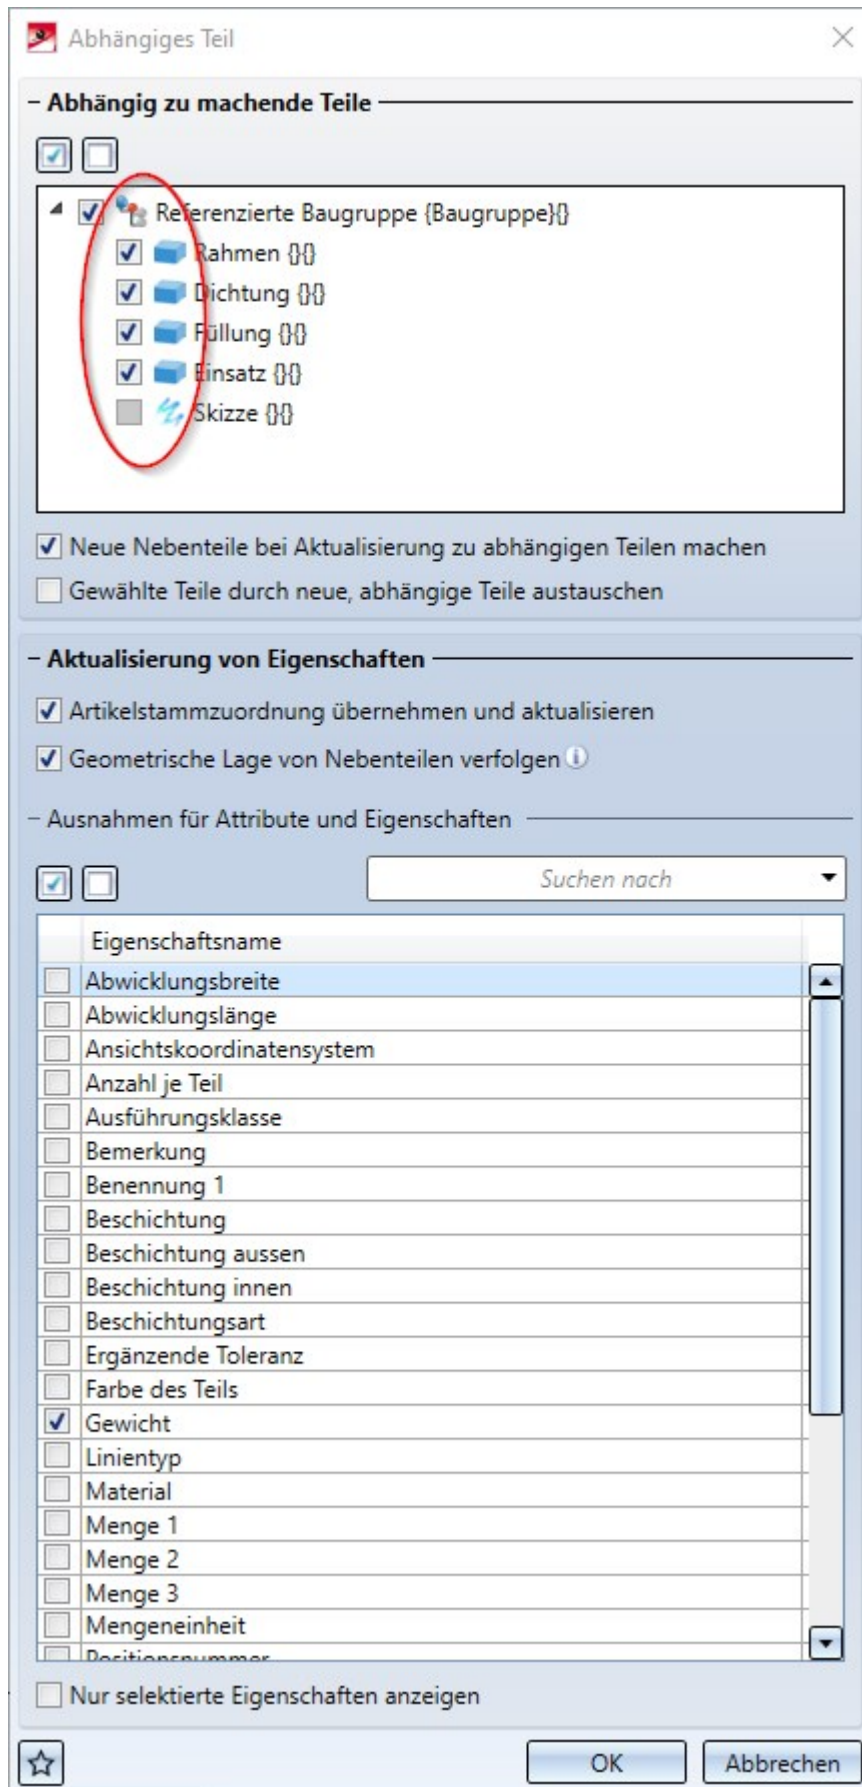 Abhängiges Teil
Abhängig zu machende Teile
Referenzierte Baugruppe {Baugruppe}{}
Rahmen {}{}
Dichtung {}{}
Füllung {}{}
Einsatz {}{}
Skizze {}{}
Neue Nebenteile bei Aktualisierung zu abhängigen Teilen machen
Gewählte Teile durch neue, abhängige Teile austauschen
Aktualisierung von Eigenschaften
Artikelstammzuordnung übernehmen und aktualisieren
Geometrische Lage von Nebenteilen verfolgen
Ausnahmen für Attribute und Eigenschaften
Suchen nach
Eigenschaftsname
Abwicklungsbreite
Abwicklungslänge
Ansichtskoordinatensystem
Anzahl je Teil
Ausführungsklasse
Bemerkung
Benennung 1
Beschichtung
Beschichtung aussen
Beschichtung innen
Beschichtungsart
Ergänzende Toleranz
Farbe des Teils
Gewicht
Linientyp
Material
Menge 1
Menge 2
Menge 3
Mengeneinheit
Positionsnummer
Nur selektierte Eigenschaften anzeigen
OK Abbrechen